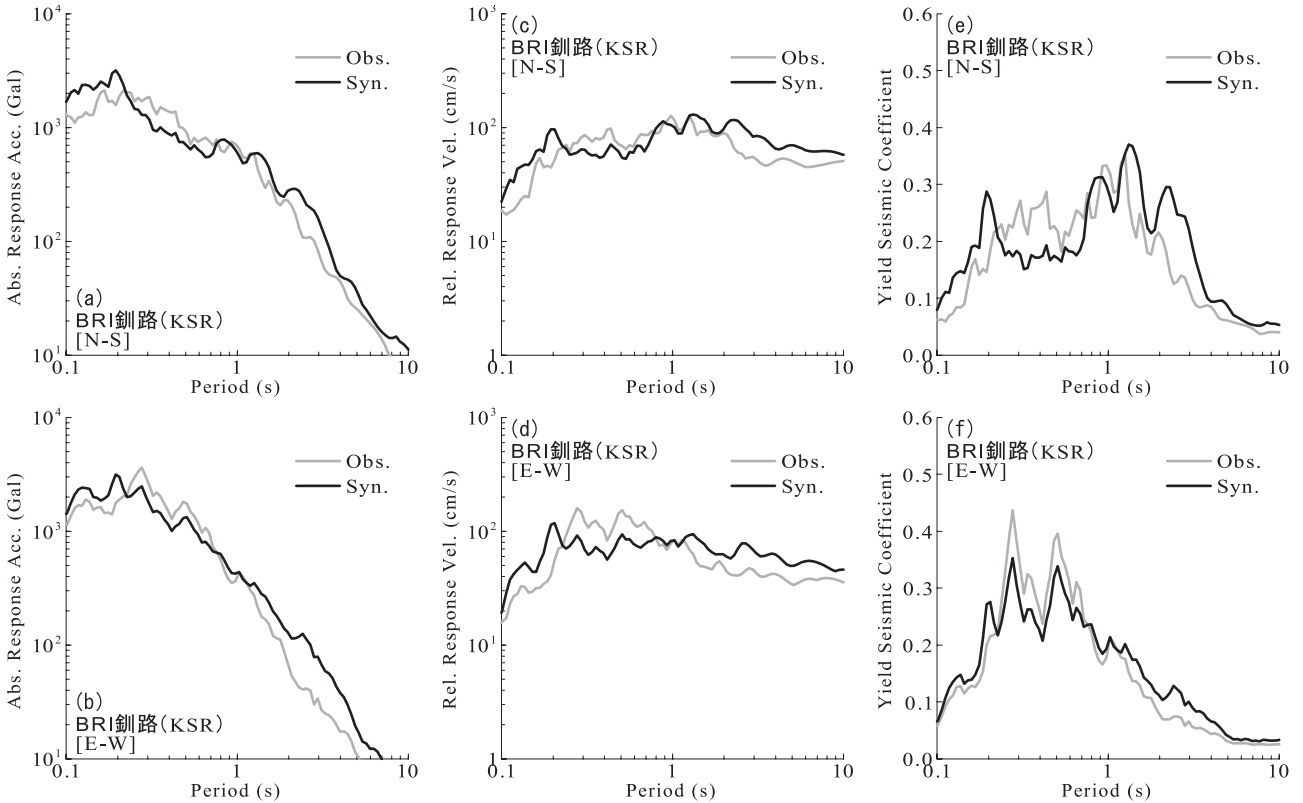 Abs. Response Acc. (Gal)
10⁴
10³
10²
10¹
Obs.
Syn.
(a)
BRI釧路(KSR)
[N-S]
0.1
1
10
Period (s)
Rel. Response Vel. (cm/s)
10³
10²
10¹
1
(c)
BRI釧路(KSR)
[N-S]
Obs.
Syn.
0.1
1
10
Period (s)
Yield Seismic Coefficient
0.6
0.5
0.4
0.3
0.2
0.1
0.0
(e)
BRI釧路(KSR)
[N-S]
Obs.
Syn.
0.1
1
10
Period (s)
Abs. Response Acc. (Gal)
10⁴
10³
10²
10¹
Obs.
Syn.
(b)
BRI釧路(KSR)
[E-W]
0.1
1
10
Period (s)
Rel. Response Vel. (cm/s)
10³
10²
10¹
1
(d)
BRI釧路(KSR)
[E-W]
Obs.
Syn.
0.1
1
10
Period (s)
Yield Seismic Coefficient
0.6
0.5
0.4
0.3
0.2
0.1
0.0
(f)
BRI釧路(KSR)
[E-W]
Obs.
Syn.
0.1
1
10
Period (s)